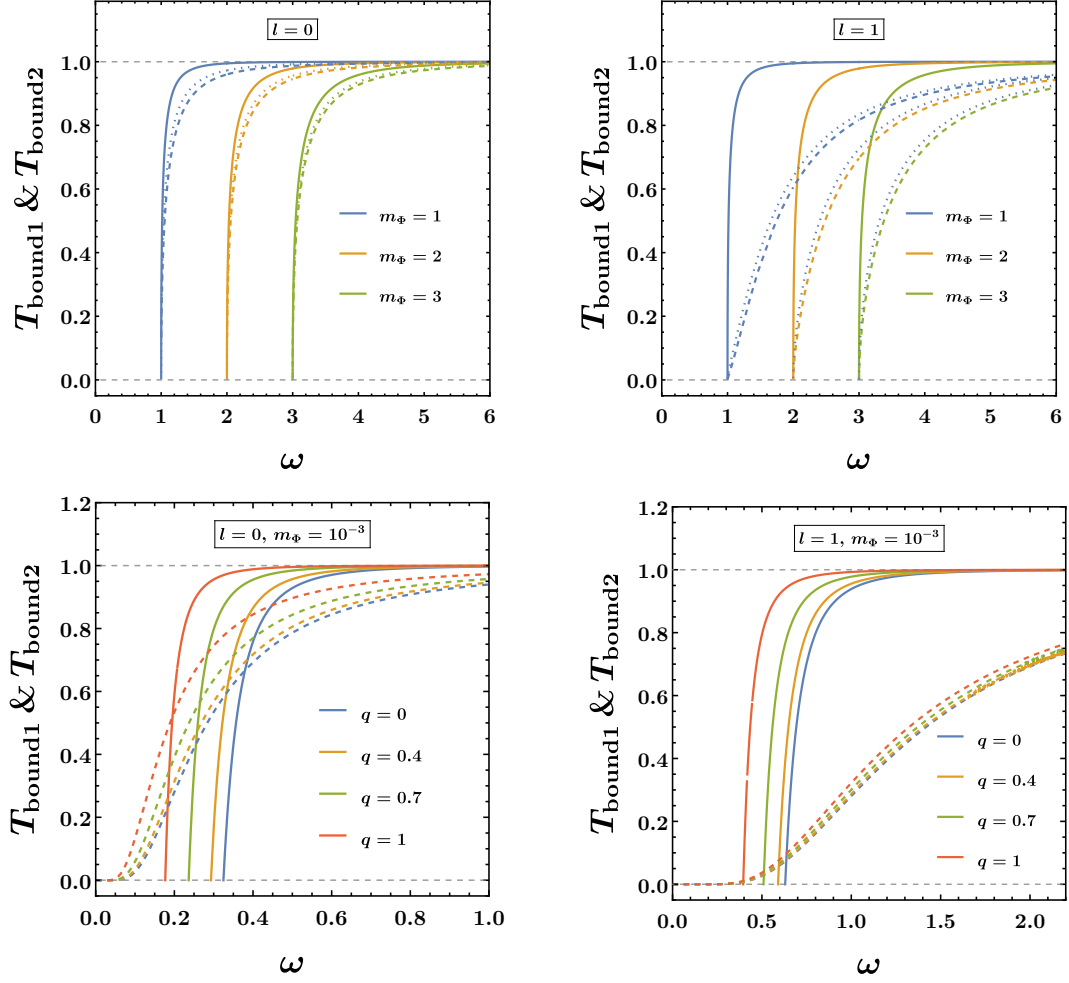 l = 0
T_bound1 & T_bound2
1.0
0.8
0.6
0.4
0.2
0.0
m_Φ = 1
m_Φ = 2
m_Φ = 3
0 1 2 3 4 5 6
ω
l = 1
T_bound1 & T_bound2
1.0
0.8
0.6
0.4
0.2
0.0
m_Φ = 1
m_Φ = 2
m_Φ = 3
0 1 2 3 4 5 6
ω
l = 0, m_Φ = 10⁻³
T_bound1 & T_bound2
1.2
1.0
0.8
0.6
0.4
0.2
0.0
q = 0
q = 0.4
q = 0.7
q = 1
0.0 0.2 0.4 0.6 0.8 1.0
ω
l = 1, m_Φ = 10⁻³
T_bound1 & T_bound2
1.2
1.0
0.8
0.6
0.4
0.2
0.0
q = 0
q = 0.4
q = 0.7
q = 1
0.0 0.5 1.0 1.5 2.0
ω